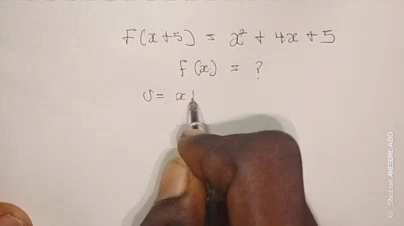 F(x+5) = x² + 4x + 5
f(x) = ?
U = x